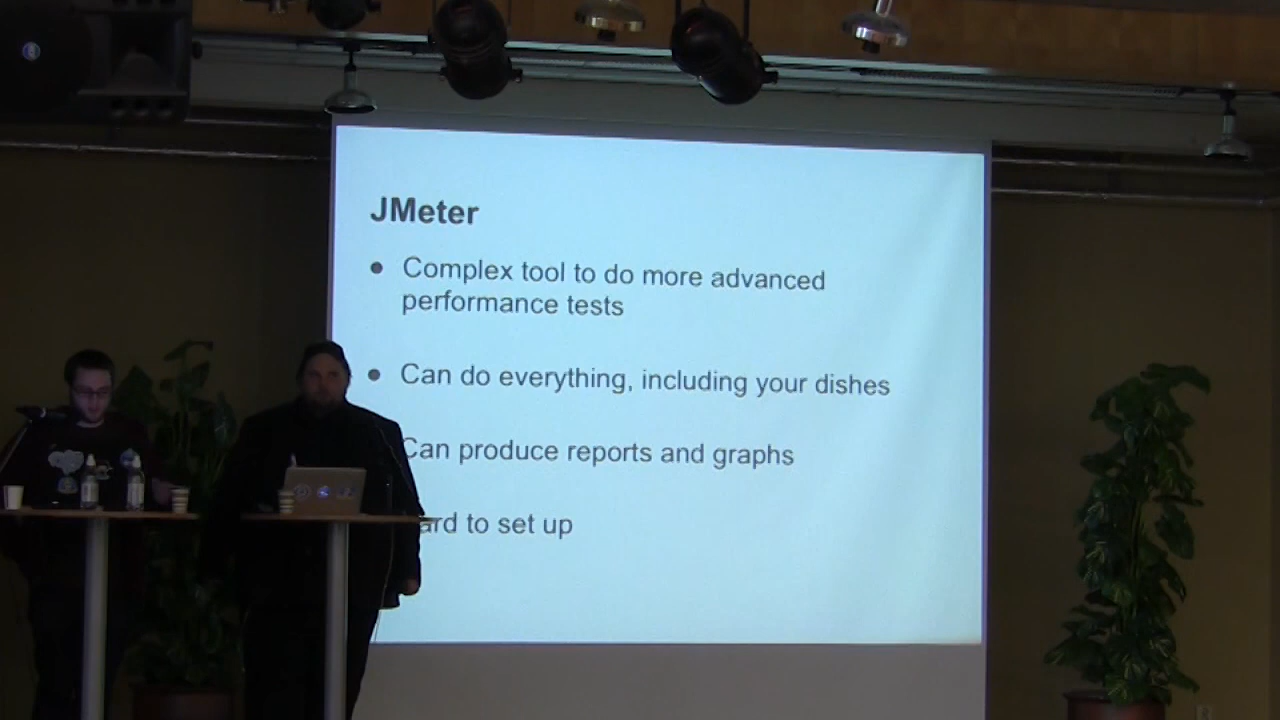 JMeter
Complex tool to do more advanced
performance tests
Can do everything, including your dishes
Can produce reports and graphs
ard to set up